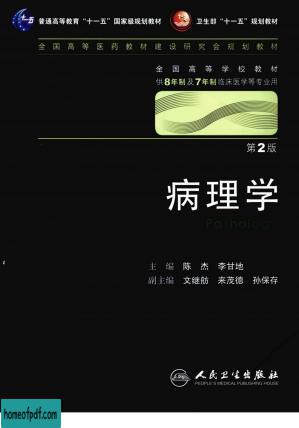 普通高等教育“十一五”国家级规划教材
卫生部“十一五”规划教材
全国高等医药教材建设研究会规划教材
全国高等学校教材
供8年制及7年制临床医学等专业用
第2版
病理学
Pathology
主编 陈杰 李甘地
副主编 文继舫 来茂德 孙保存
人民卫生出版社
PEOPLE'S MEDICAL PUBLISHING HOUSE
homeofpdf.com